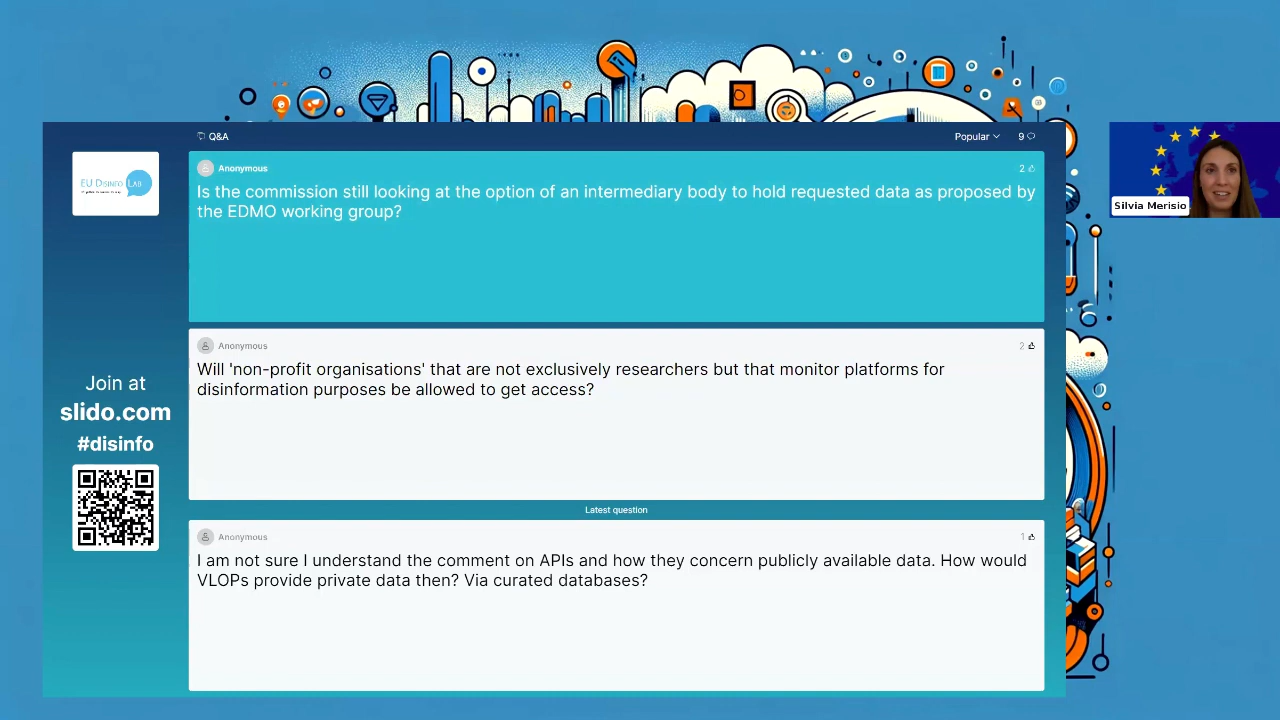 Q&A
Popular
9
EU DISINFO LAB
Anonymous
2
Is the commission still looking at the option of an intermediary body to hold requested data as proposed by
the EDMO working group?
Silvia Merisio
Anonymous
2
Will 'non-profit organisations' that are not exclusively researchers but that monitor platforms for
disinformation purposes be allowed to get access?
Join at
slido.com
#disinfo
Latest question
Anonymous
1
I am not sure I understand the comment on APIs and how they concern publicly available data. How would
VLOPs provide private data then? Via curated databases?